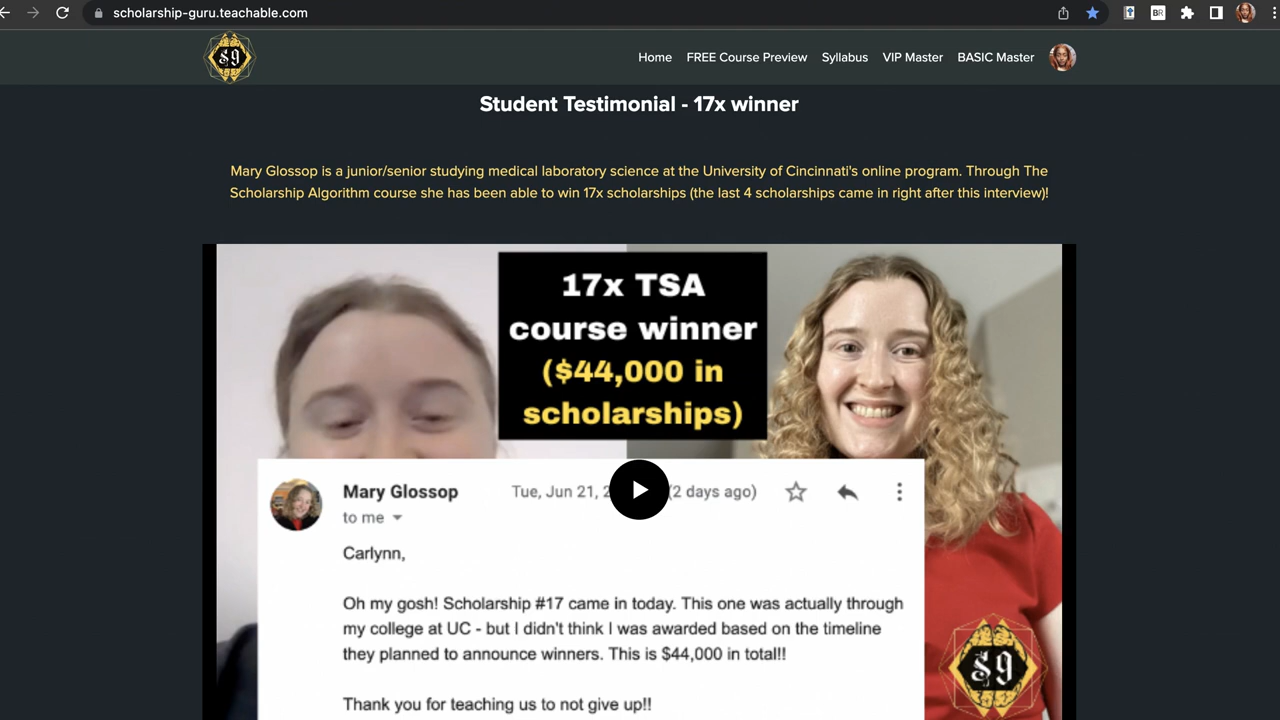 scholarship-guru.teachable.com
BR
$9
Home FREE Course Preview Syllabus VIP Master BASIC Master
Student Testimonial - 17x winner
Mary Glossop is a junior/senior studying medical laboratory science at the University of Cincinnati's online program. Through The
Scholarship Algorithm course she has been able to win 17x scholarships (the last 4 scholarships came in right after this interview)!
17x TSA
course winner
($44,000 in
scholarships)
Mary Glossop Tue, Jun 21, 2 (2 days ago)
to me
Carlynn,
Oh my gosh! Scholarship #17 came in today. This one was actually through
my college at UC - but I didn't think I was awarded based on the timeline
they planned to announce winners. This is $44,000 in total!!
Thank you for teaching us to not give up!!
$9